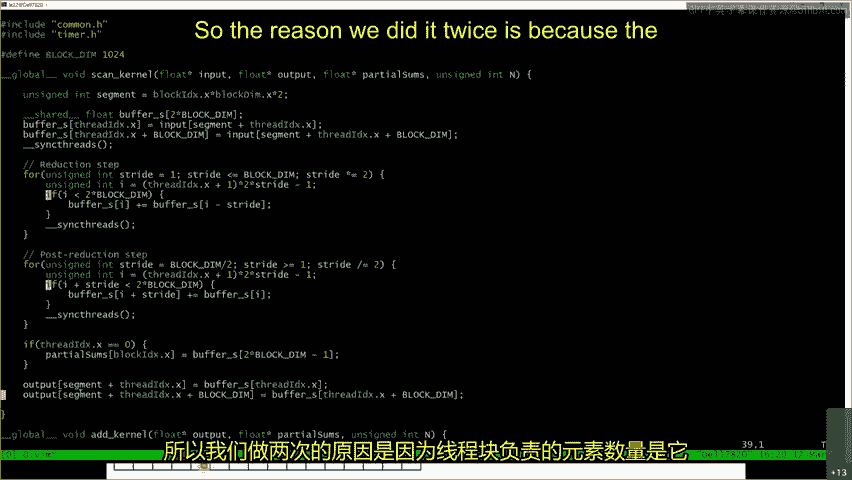 So the reason we did it twice is because the
#include "common.h"
#include "timer.h"
#define BLOCK_DIM 1024
__global__ void scan_kernel(float* input, float* output, float* partialSums, unsigned int N) {
unsigned int segment = blockIdx.x*blockDim.x*2;
__shared__ float buffer_s[2*BLOCK_DIM];
buffer_s[threadIdx.x] = input[segment + threadIdx.x];
buffer_s[threadIdx.x + BLOCK_DIM] = input[segment + threadIdx.x + BLOCK_DIM];
__syncthreads();
// Reduction step
for(unsigned int stride = 1; stride <= BLOCK_DIM; stride *= 2) {
unsigned int i = (threadIdx.x + 1)*2*stride - 1;
if(i < 2*BLOCK_DIM) {
buffer_s[i] += buffer_s[i - stride];
}
__syncthreads();
}
// Post-reduction step
for(unsigned int stride = BLOCK_DIM/2; stride >= 1; stride /= 2) {
unsigned int i = (threadIdx.x + 1)*2*stride - 1;
if(i + stride < 2*BLOCK_DIM) {
buffer_s[i + stride] += buffer_s[i];
}
__syncthreads();
}
if(threadIdx.x == 0) {
partialSums[blockIdx.x] = buffer_s[2*BLOCK_DIM - 1];
}
output[segment + threadIdx.x] = buffer_s[threadIdx.x];
output[segment + threadIdx.x + BLOCK_DIM] = buffer_s[threadIdx.x + BLOCK_DIM];
}
__global__ void add_kernel(float* output, float* partialSums, unsigned int N) {
39,1
所以我们做两次的原因是因为线程块负责的元素数量是它
+13